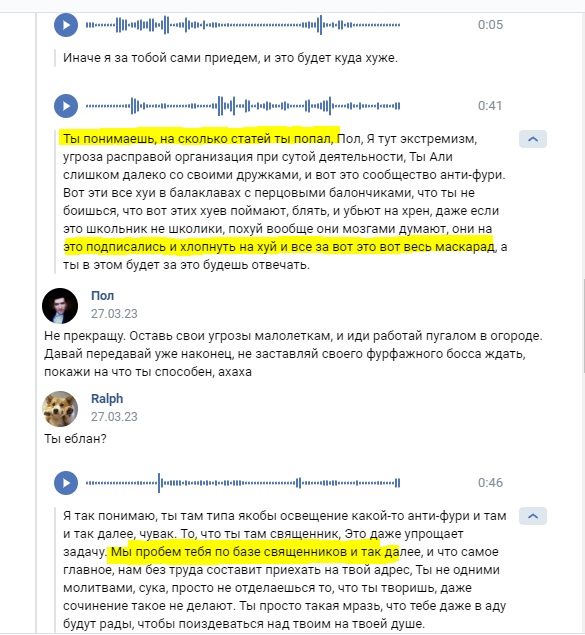 0:05
Иначе я за тобой сами приедем, и это будет куда хуже.
0:41
Ты понимаешь, на сколько статей ты попал, Пол, Я тут экстремизм,
угроза расправой организация при сутой деятельности, Ты Али
слишком далеко со своими дружками, и вот это сообщество анти-фури.
Вот эти все хуи в балаклавах с перцовыми балончиками, что ты не
боишься, что вот этих хуев поймают, блять, и убьют на хрен, даже если
это школьник не школики, похуй вообще они мозгами думают, они на
это подписались и хлопнуть на хуй и все за вот это вот весь маскарад, а
ты в этом будет за это будешь отвечать.
Пол
27.03.23
Не прекращу. Оставь свои угрозы малолеткам, и иди работай пугалом в огороде.
Давай передавай уже наконец, не заставляй своего фурфажного босса ждать,
покажи на что ты способен, ахаха
Ralph
27.03.23
Ты еблан?
0:46
Я так понимаю, ты там типа якобы освещение какой-то анти-фури и там
и так далее, чувак. То, что ты там священник, Это даже упрощает
задачу. Мы пробем тебя по базе священников и так далее, и что самое
главное, нам без труда составит приехать на твой адрес, Ты не одними
молитвами, сука, просто не отделаешься то, что ты творишь, даже
сочинение такое не делают. Ты просто такая мразь, что тебе даже в аду
будут рады, чтобы поиздеваться над твоим на твоей душе.